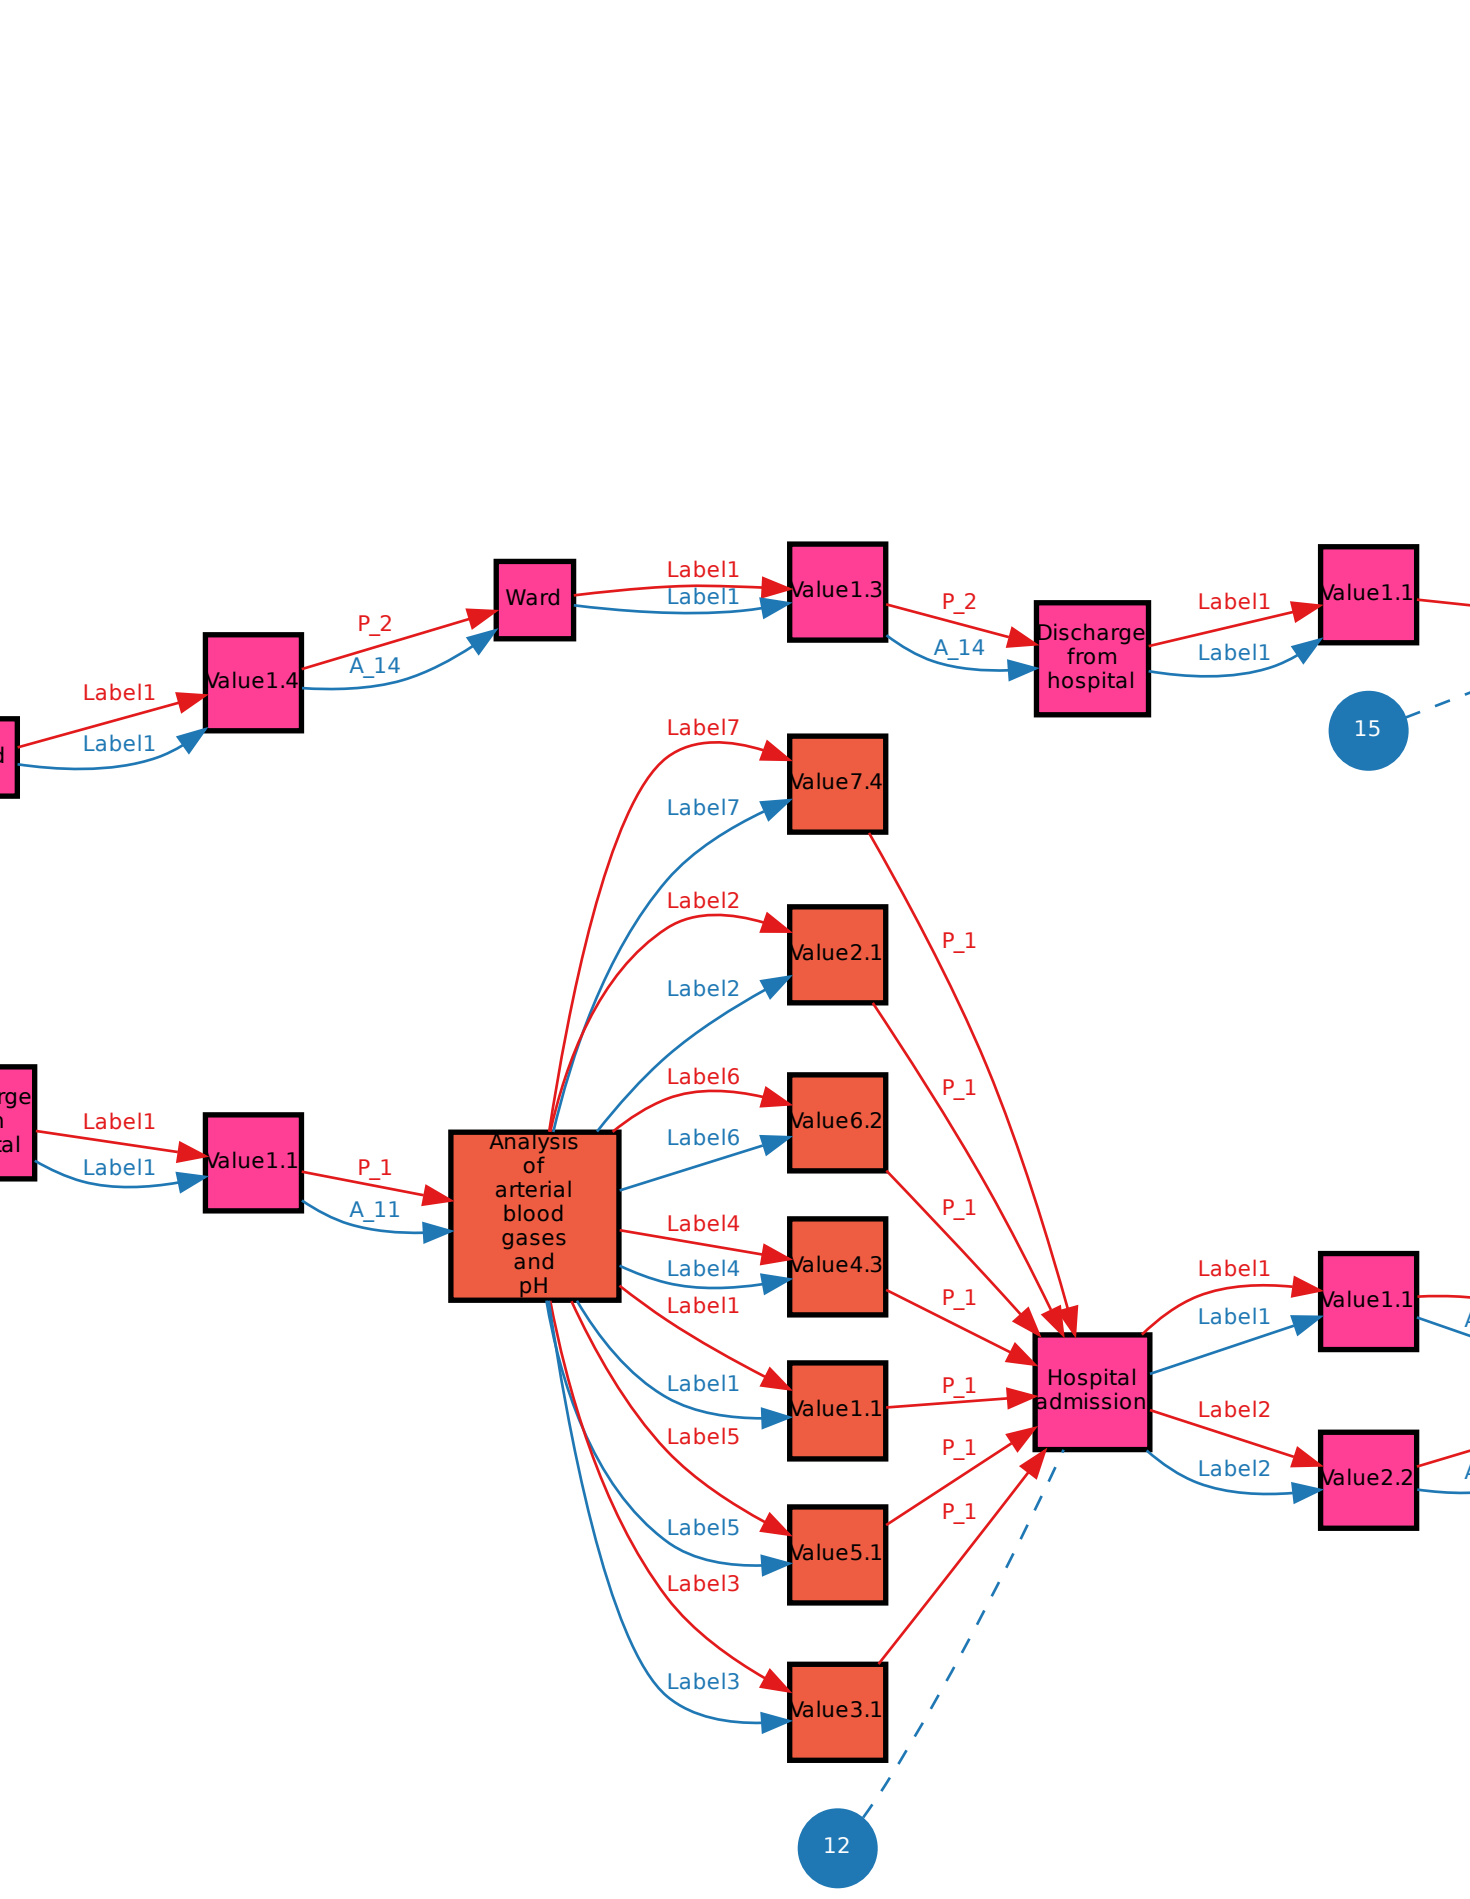 Label1
Label1
Value1.4
P_2
A_14
Ward
Label1
Label1
Value1.3
P_2
A_14
Discharge
from
hospital
Label1
Label1
Value1.1
15
Label1
Label1
Value1.1
P_1
A_11
Analysis
of
arterial
blood
gases
and
pH
Label7
Label7
Value7.4
P_1
Label2
Label2
Value2.1
P_1
Label6
Label6
Value6.2
P_1
Label4
Label4
Value4.3
P_1
Label1
Label1
Value1.1
P_1
Label5
Label5
Value5.1
P_1
Label3
Label3
Value3.1
P_1
Hospital
admission
Label1
Label1
Value1.1
Label2
Label2
Value2.2
12